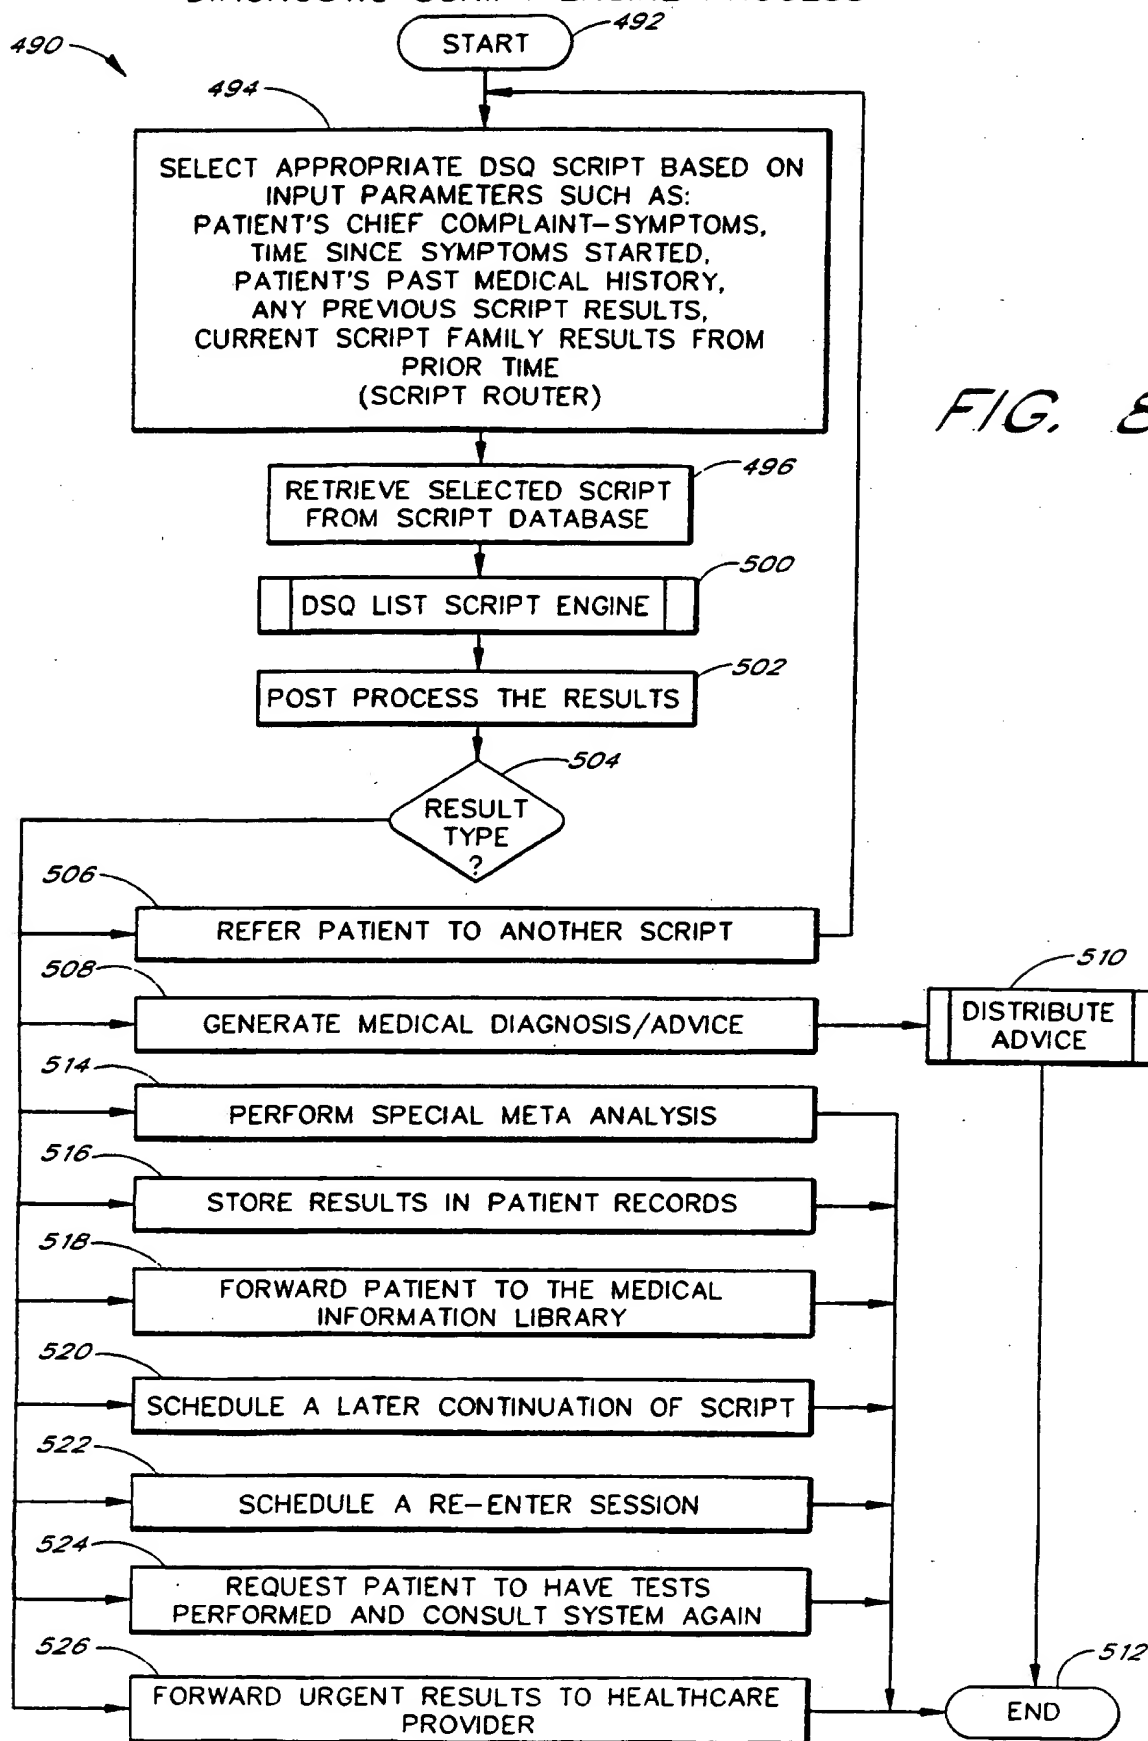 490
START
492
494
SELECT APPROPRIATE DSQ SCRIPT BASED ON
INPUT PARAMETERS SUCH AS:
PATIENT'S CHIEF COMPLAINT-SYMPTOMS,
TIME SINCE SYMPTOMS STARTED,
PATIENT'S PAST MEDICAL HISTORY,
ANY PREVIOUS SCRIPT RESULTS,
CURRENT SCRIPT FAMILY RESULTS FROM
PRIOR TIME
(SCRIPT ROUTER)
FIG. 8
496
RETRIEVE SELECTED SCRIPT
FROM SCRIPT DATABASE
500
DSQ LIST SCRIPT ENGINE
502
POST PROCESS THE RESULTS
504
RESULT
TYPE
?
506
REFER PATIENT TO ANOTHER SCRIPT
508
GENERATE MEDICAL DIAGNOSIS/ADVICE
510
DISTRIBUTE
ADVICE
514
PERFORM SPECIAL META ANALYSIS
516
STORE RESULTS IN PATIENT RECORDS
518
FORWARD PATIENT TO THE MEDICAL
INFORMATION LIBRARY
520
SCHEDULE A LATER CONTINUATION OF SCRIPT
522
SCHEDULE A RE-ENTER SESSION
524
REQUEST PATIENT TO HAVE TESTS
PERFORMED AND CONSULT SYSTEM AGAIN
526
FORWARD URGENT RESULTS TO HEALTHCARE
PROVIDER
512
END